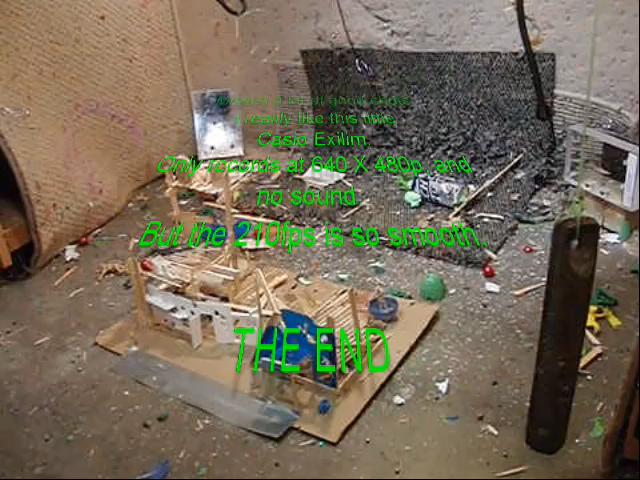 I really like this little
Casio Exilim.
Only records at 640 X 480p, and
no sound
But the 210fps is so smooth..
THE END